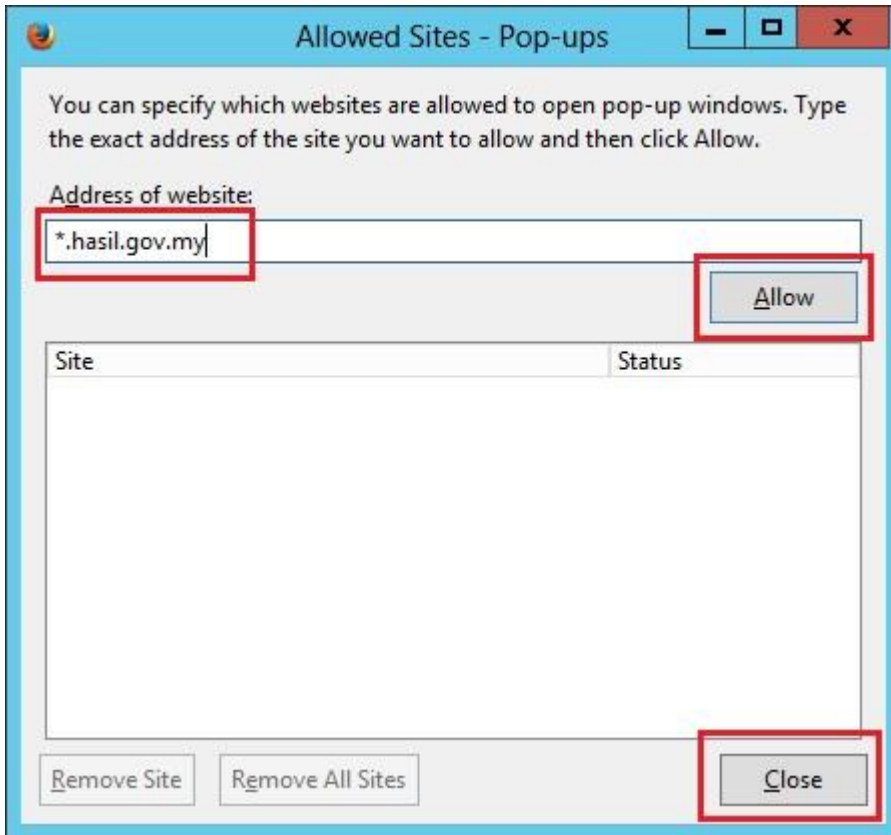 Allowed Sites - Pop-ups
You can specify which websites are allowed to open pop-up windows. Type
the exact address of the site you want to allow and then click Allow.
Address of website:
*.hasil.gov.my
Allow
Site Status
Remove Site Remove All Sites Close